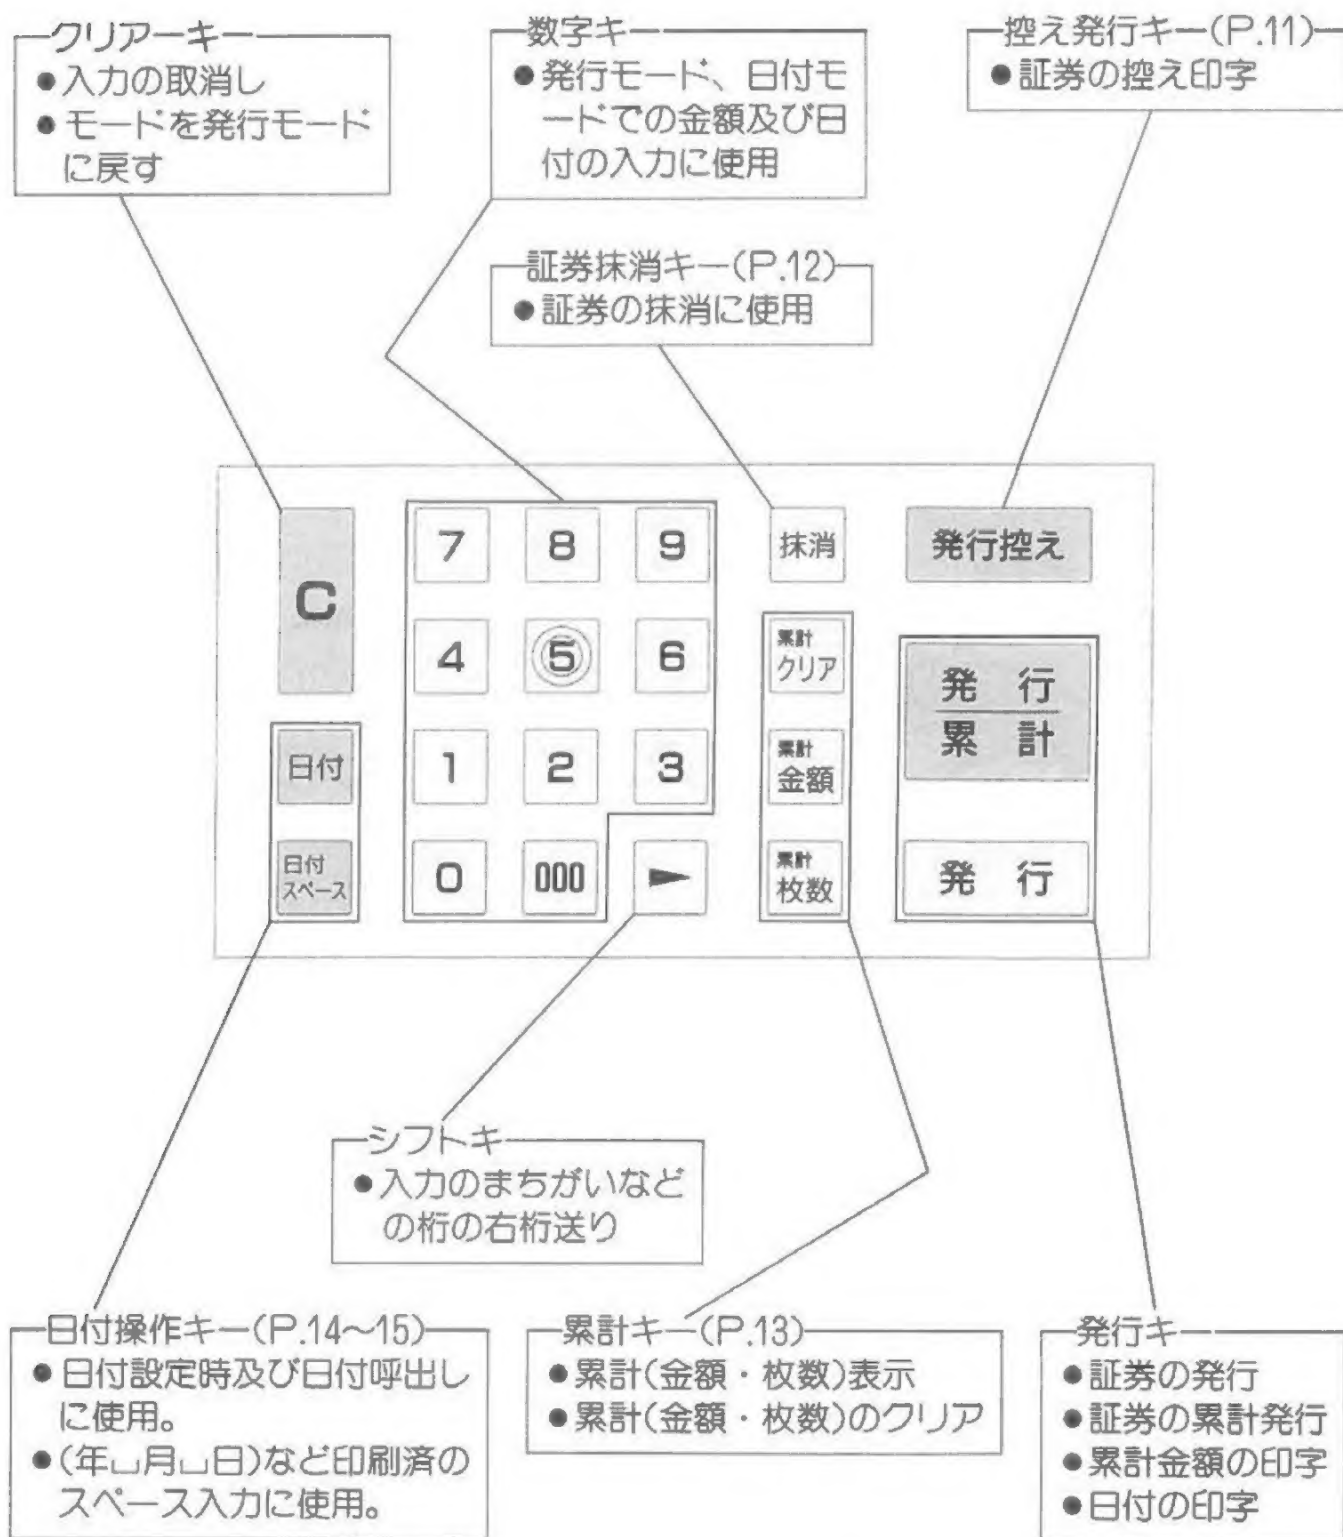 クリアーキー
●入力の取消し
●モードを発行モード
に戻す
数字キー
●発行モード、日付モ
ードでの金額及び日
付の入力に使用
控え発行キー(P.11)
●証券の控え印字
証券抹消キー(P.12)
●証券の抹消に使用
C
7 8 9
抹消
発行控え
4 5 6
累計
クリア
発 行
累 計
日付
1 2 3
累計
金額
日付
スペース
0 000 ►
累計
枚数
発 行
シフトキー
●入力のまちがいなど
の桁の右桁送り
日付操作キー(P.14～15)
●日付設定時及び日付呼出し
に使用。
●(年␣月␣日)など印刷済の
スペース入力に使用。
累計キー(P.13)
●累計(金額・枚数)表示
●累計(金額・枚数)のクリア
発行キー
●証券の発行
●証券の累計発行
●累計金額の印字
●日付の印字